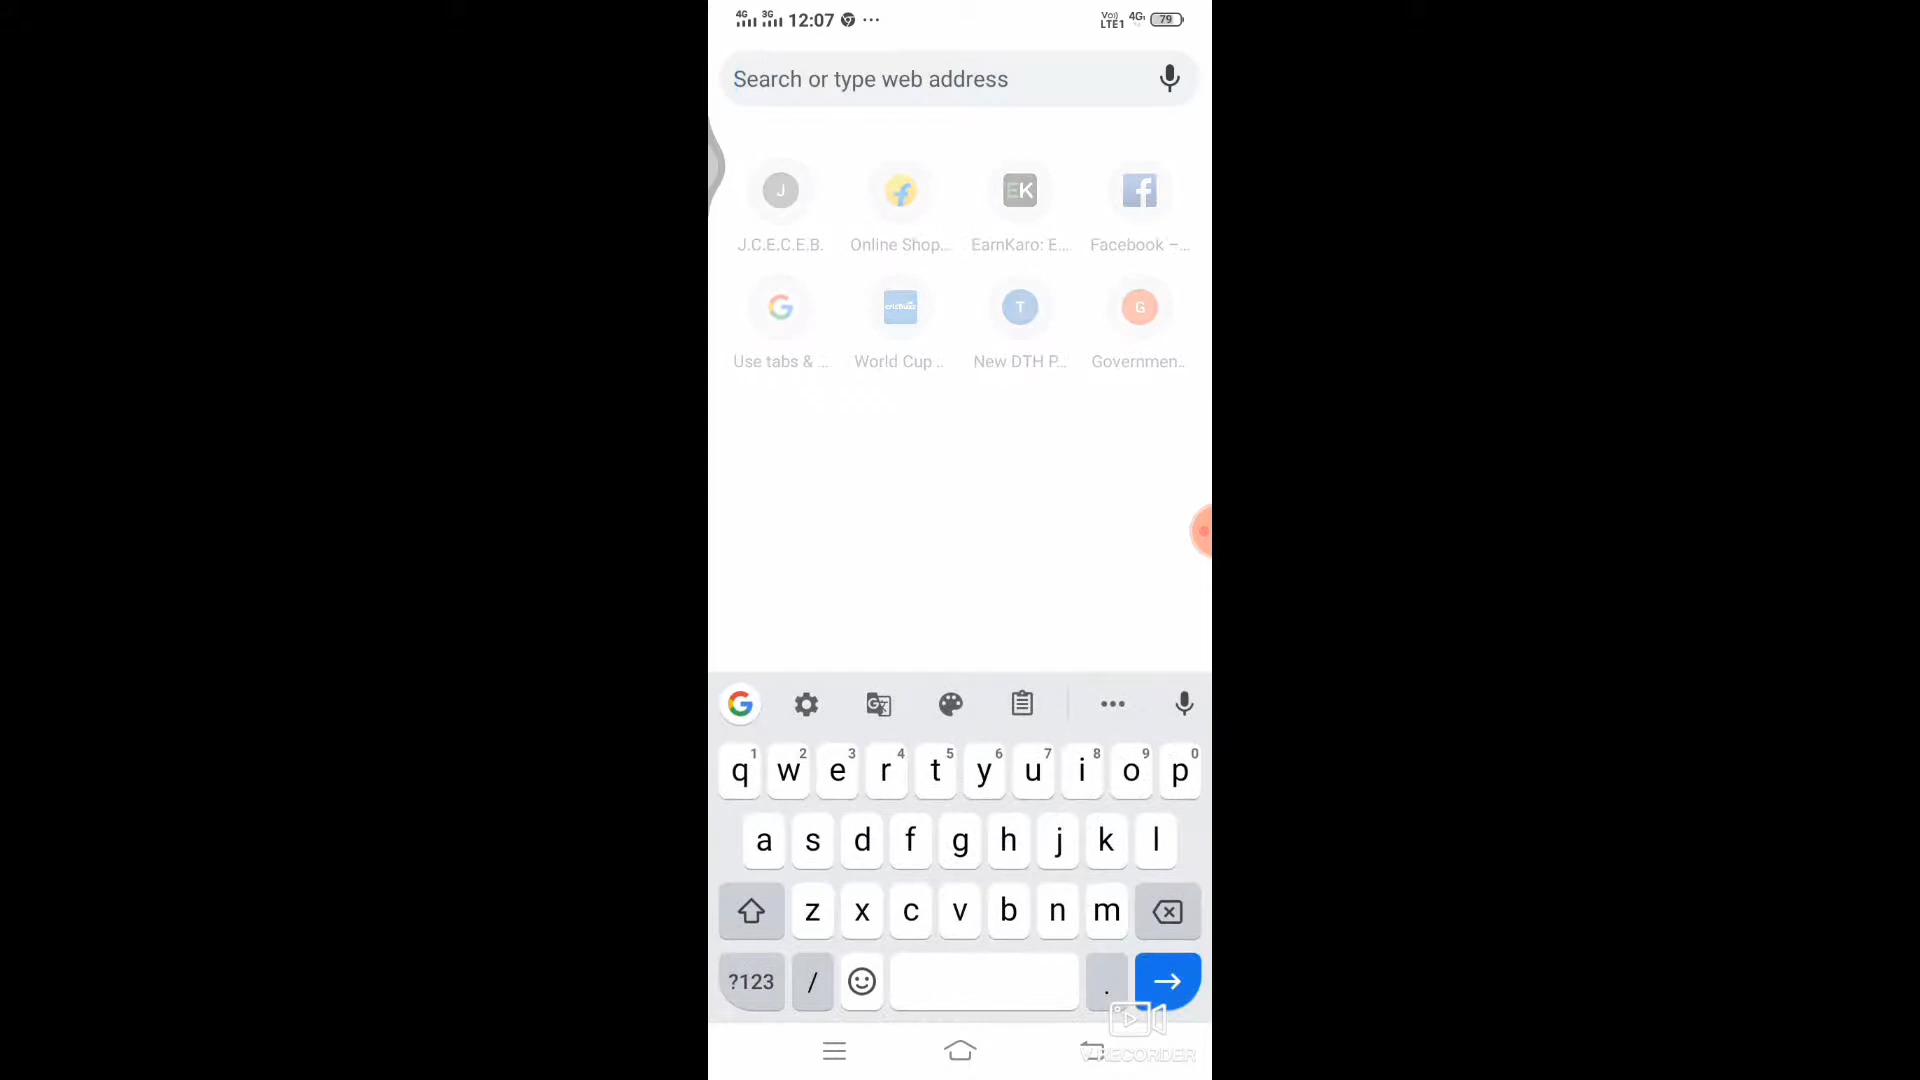 4G 3G 12:07 ... Vo)) LTE1 4G 79
Search or type web address
J EK f
J.C.E.C.E.B. Online Shop... EarnKaro: E... Facebook –...
G cricbuzz T G
Use tabs & ... World Cup .. New DTH P... Governmen..
G
q1 w2 e3 r4 t5 y6 u7 i8 o9 p0
a s d f g h j k l
z x c v b n m
?123 / .
V RECORDER